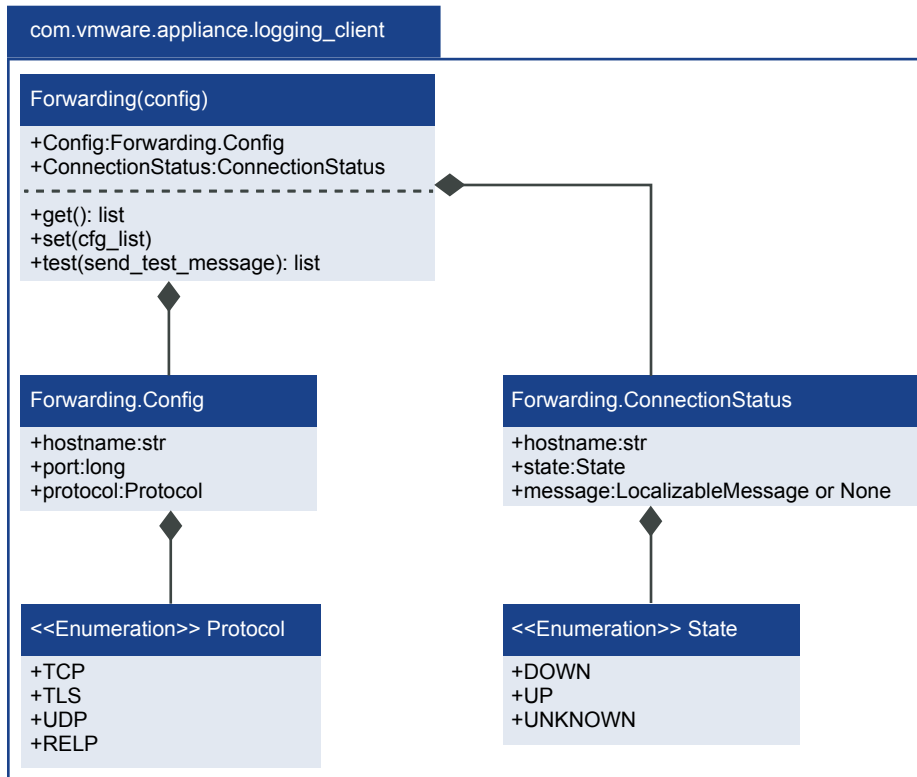 com.vmware.appliance.logging_client
Forwarding(config)
+Config:Forwarding.Config
+ConnectionStatus:ConnectionStatus
+get(): list
+set(cfg_list)
+test(send_test_message): list
Forwarding.Config
+hostname:str
+port:long
+protocol:Protocol
Forwarding.ConnectionStatus
+hostname:str
+state:State
+message:LocalizableMessage or None
<<Enumeration>> Protocol
+TCP
+TLS
+UDP
+RELP
<<Enumeration>> State
+DOWN
+UP
+UNKNOWN